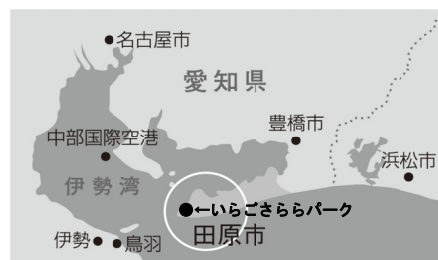 名古屋市
愛知県
豊橋市
中部国際空港
浜松市
伊勢湾
←いらごさららパーク
田原市
伊勢
鳥羽